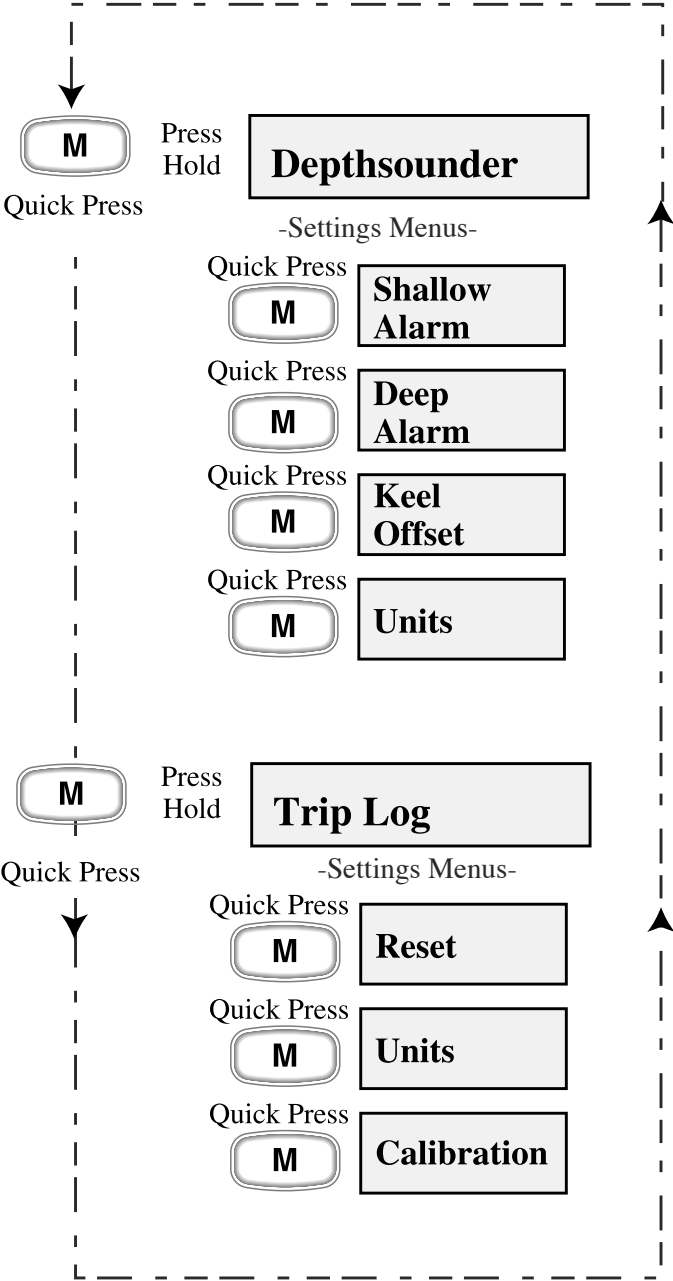 M
Press
Hold
Depthsounder
Quick Press
-Settings Menus-
Quick Press
M
Shallow
Alarm
Quick Press
M
Deep
Alarm
Quick Press
M
Keel
Offset
Quick Press
M
Units
M
Press
Hold
Trip Log
Quick Press
-Settings Menus-
Quick Press
M
Reset
Quick Press
M
Units
Quick Press
M
Calibration